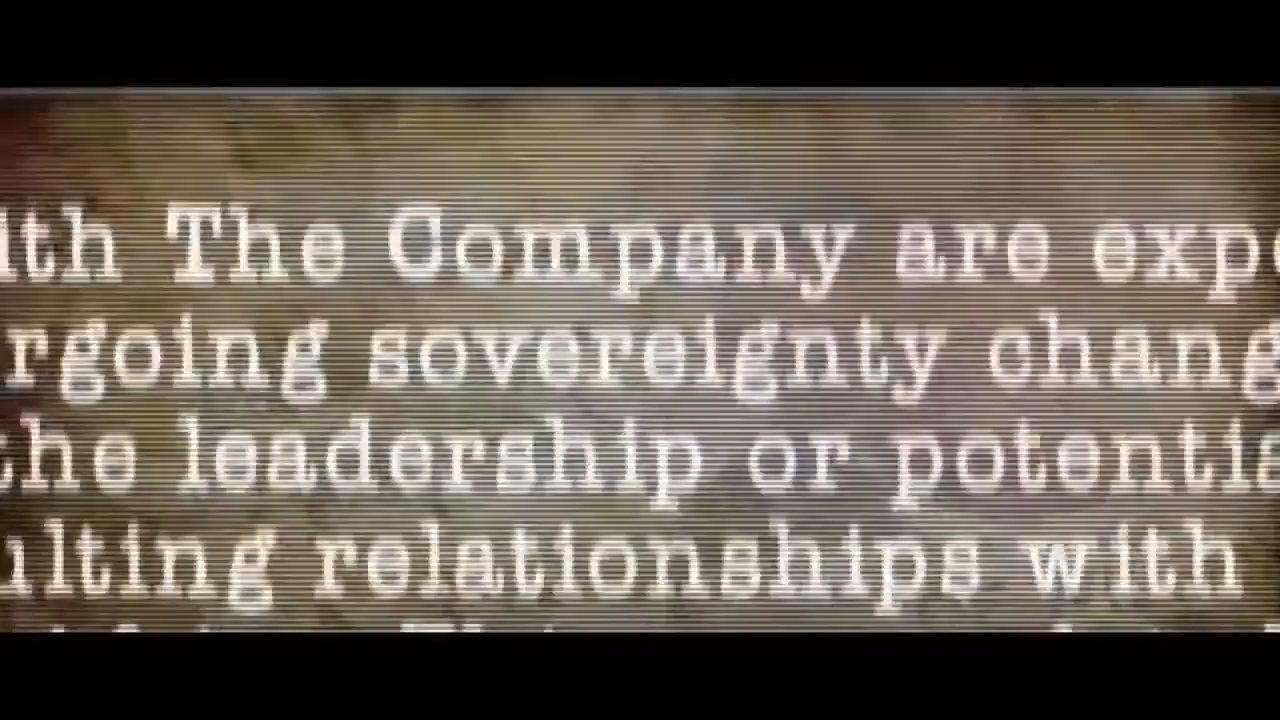 ith The Company are expe
rgoing sovereignty chang
the leadership or potentia
ulting relationships with